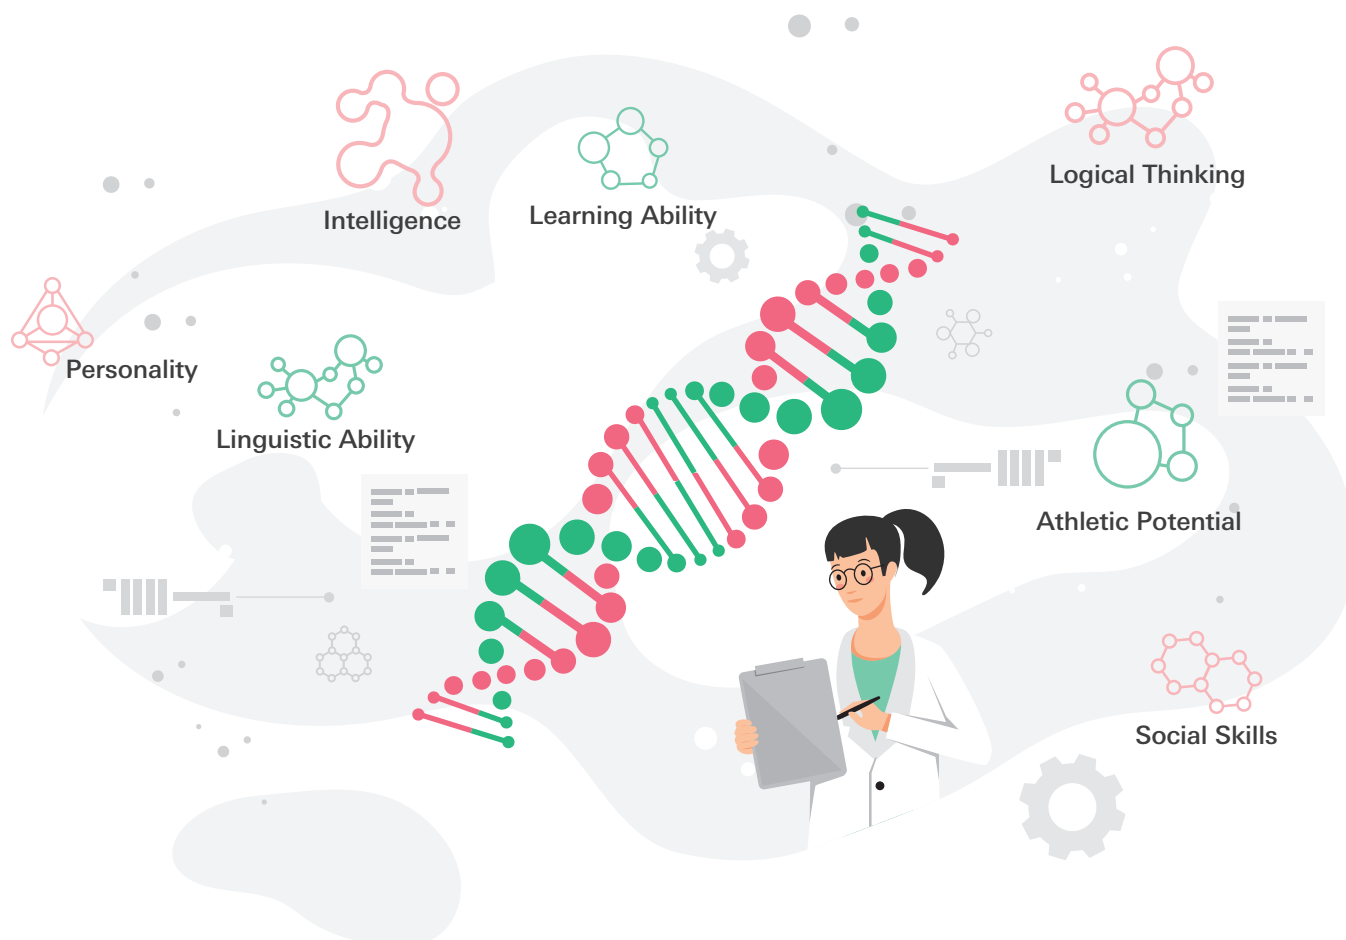 Logical Thinking
Intelligence
Learning Ability
Personality
Linguistic Ability
Athletic Potential
Social Skills